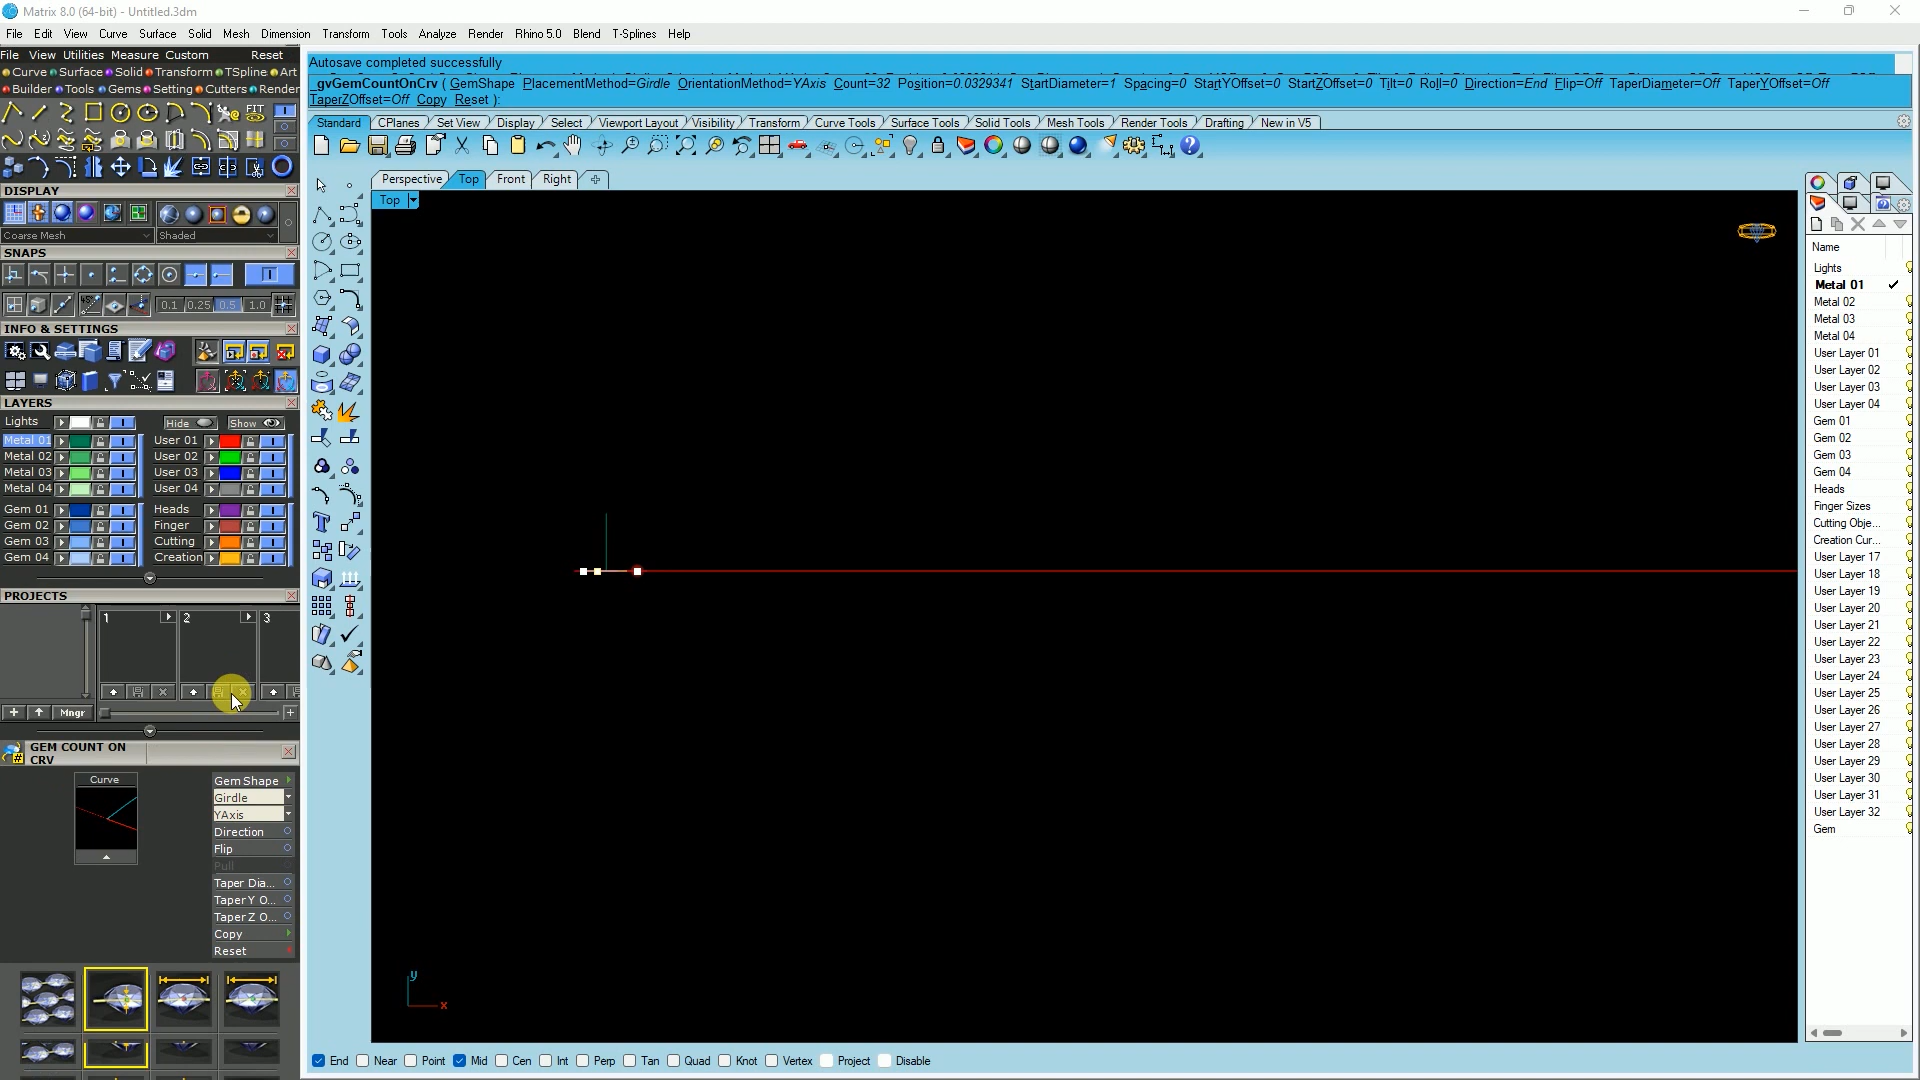 Matrix 8.0 (64-bit) - Untitled.3dm
File Edit View Curve Surface Solid Mesh Dimension Transform Tools Analyze Render Rhino 5.0 Blend T-Splines Help
File View Utilities Measure Custom Reset
Curve Surface Solid Transform TSpline Art
Builder Tools Gems Setting Cutters Render
FIT
Autosave completed successfully
_gvGemCountOnCrv ( GemShape PlacementMethod=Girdle OrientationMethod=YAxis Count=32 Position=0.0329341 StartDiameter=1 Spacing=0 StartYOffset=0 StartZOffset=0 Tilt=0 Roll=0 Direction=End Flip=Off TaperDiameter=Off TaperYOffset=Off
TaperZOffset=Off Copy Reset ):
Standard CPlanes Set View Display Select Viewport Layout Visibility Transform Curve Tools Surface Tools Solid Tools Mesh Tools Render Tools Drafting New in V5
Perspective Top Front Right
Top
DISPLAY
Coarse Mesh Shaded
SNAPS
0.1 0.25 0.5 1.0
INFO & SETTINGS
LAYERS
Lights Hide Show
Metal 01 User 01
Metal 02 User 02
Metal 03 User 03
Metal 04 User 04
Gem 01 Heads
Gem 02 Finger
Gem 03 Cutting
Gem 04 Creation
PROJECTS
1 2 3
Mngr
GEM COUNT ON
CRV
Curve
Gem Shape
Girdle
YAxis
Direction
Flip
Pull
Taper Dia...
Taper Y O...
Taper Z O...
Copy
Reset
y
x
End Near Point Mid Cen Int Perp Tan Quad Knot Vertex Project Disable
Name
Lights
Metal 01
Metal 02
Metal 03
Metal 04
User Layer 01
User Layer 02
User Layer 03
User Layer 04
Gem 01
Gem 02
Gem 03
Gem 04
Heads
Finger Sizes
Cutting Obje...
Creation Cur...
User Layer 17
User Layer 18
User Layer 19
User Layer 20
User Layer 21
User Layer 22
User Layer 23
User Layer 24
User Layer 25
User Layer 26
User Layer 27
User Layer 28
User Layer 29
User Layer 30
User Layer 31
User Layer 32
Gem